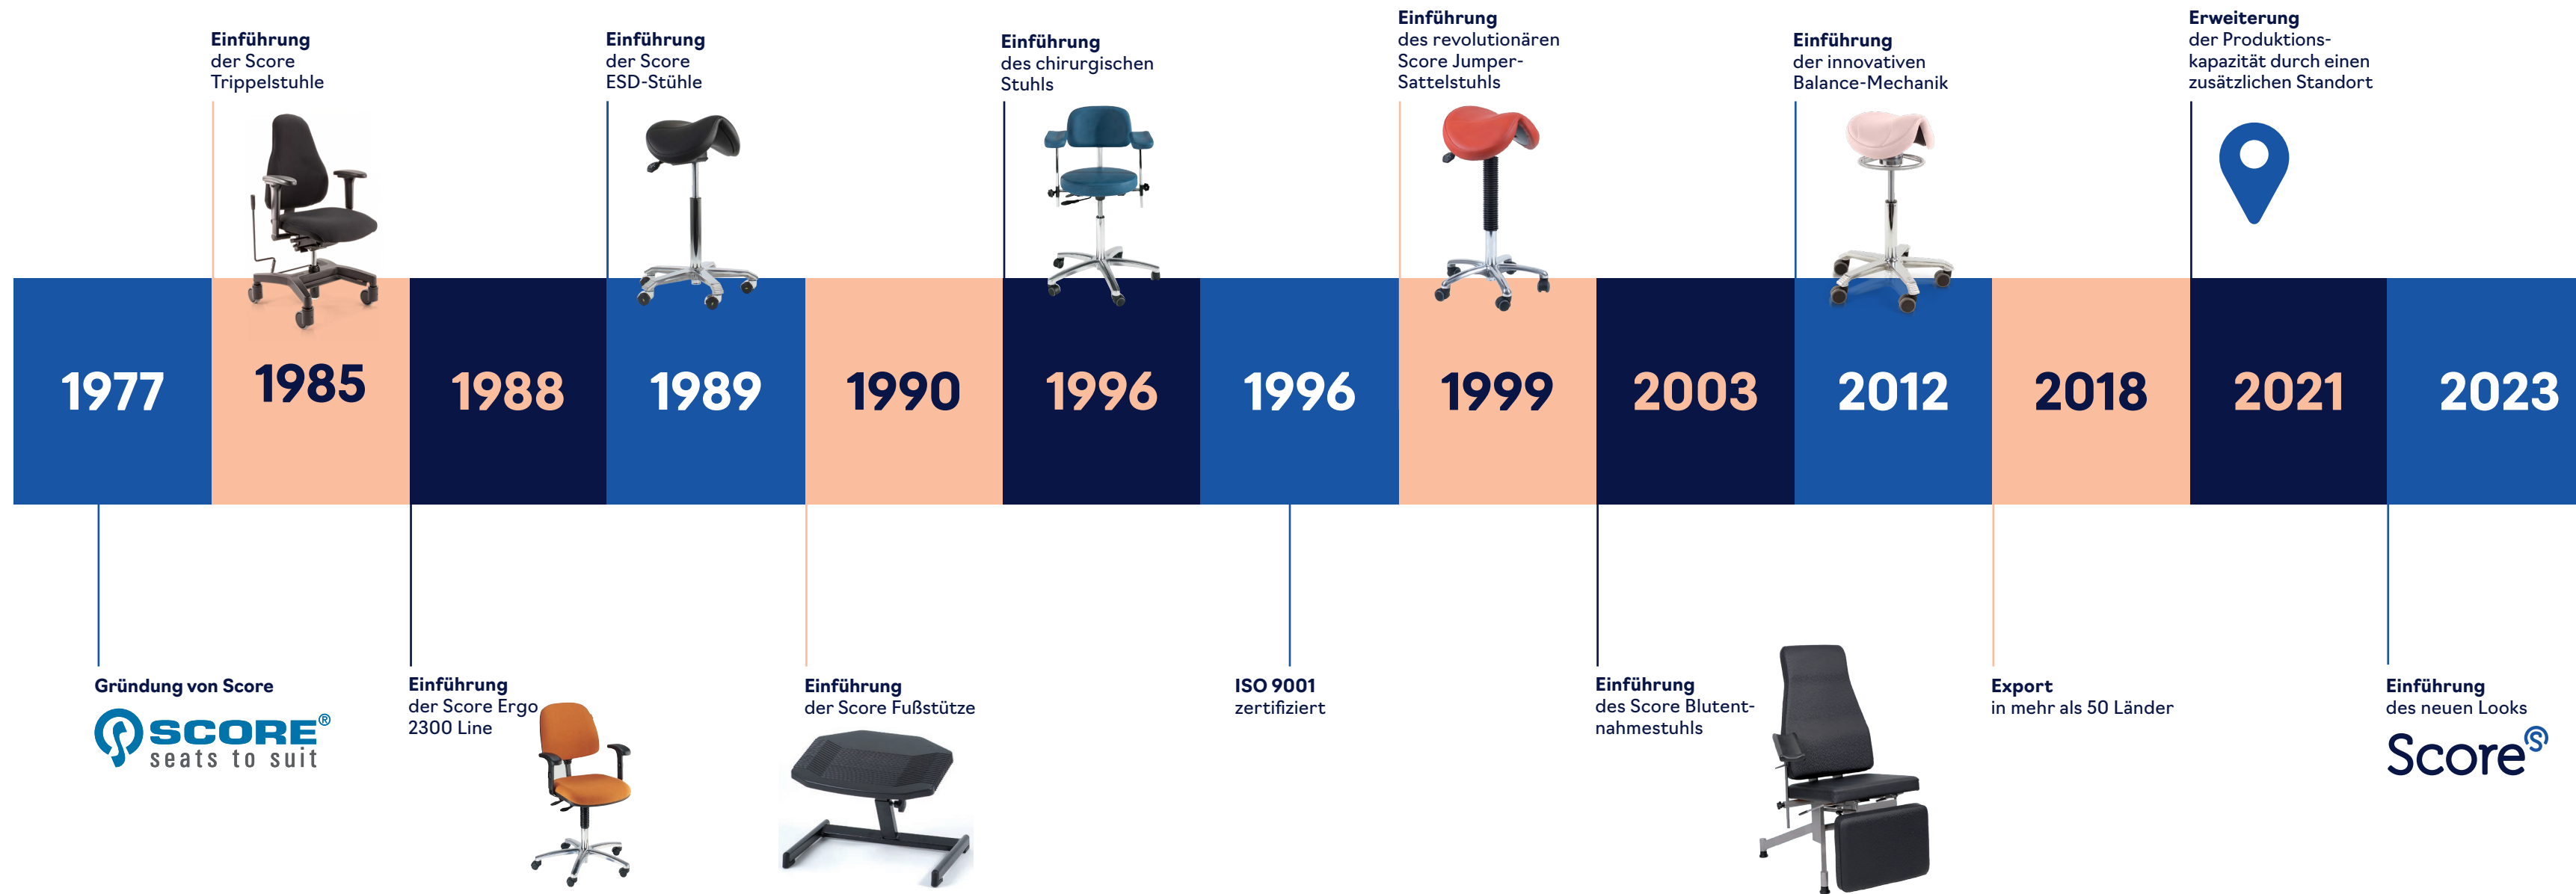 Einführung
der Score
Trippelstuhle
Einführung
der Score
ESD-Stühle
Einführung
des chirurgischen
Stuhls
Einführung
des revolutionären
Score Jumper-
Sattelstuhls
Einführung
der innovativen
Balance-Mechanik
Erweiterung
der Produktions-
kapazität durch einen
zusätzlichen Standort
1977
1985
1988
1989
1990
1996
1996
1999
2003
2012
2018
2021
2023
Gründung von Score
SCORE®
seats to suit
Einführung
der Score Ergo
2300 Line
Einführung
der Score Fußstütze
ISO 9001
zertifiziert
Einführung
des Score Blutent-
nahmestuhls
Export
in mehr als 50 Länder
Einführung
des neuen Looks
Score S